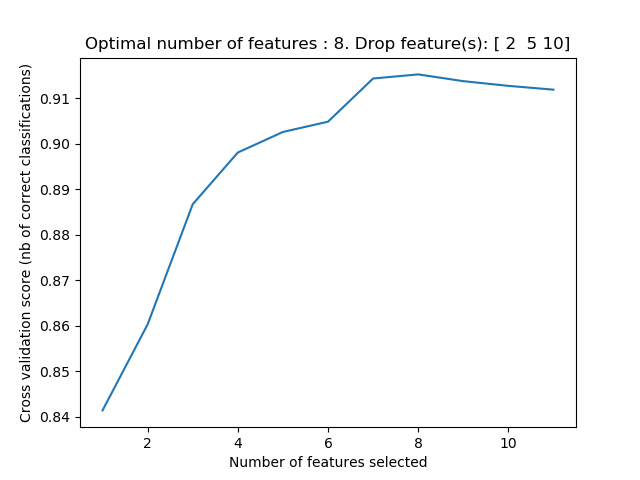 Optimal number of features : 8. Drop feature(s): [ 2  5 10]
Cross validation score (nb of correct classifications)
0.91
0.90
0.89
0.88
0.87
0.86
0.85
0.84
2 4 6 8 10
Number of features selected